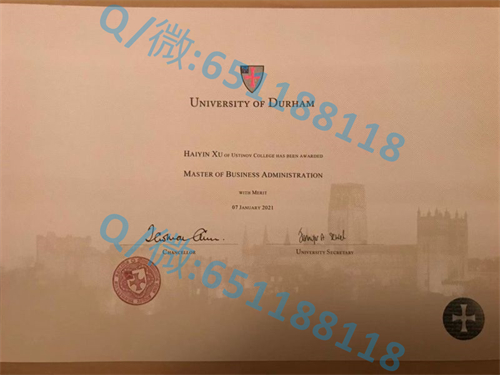 Q/微:651188118
UNIVERSITY OF DURHAM
HAIYIN XU OF USTINOV COLLEGE HAS BEEN AWARDED
MASTER OF BUSINESS ADMINISTRATION
WITH MERIT
07 JANUARY 2021
CHANCELLOR
UNIVERSITY SECRETARY
Q/微:651188118